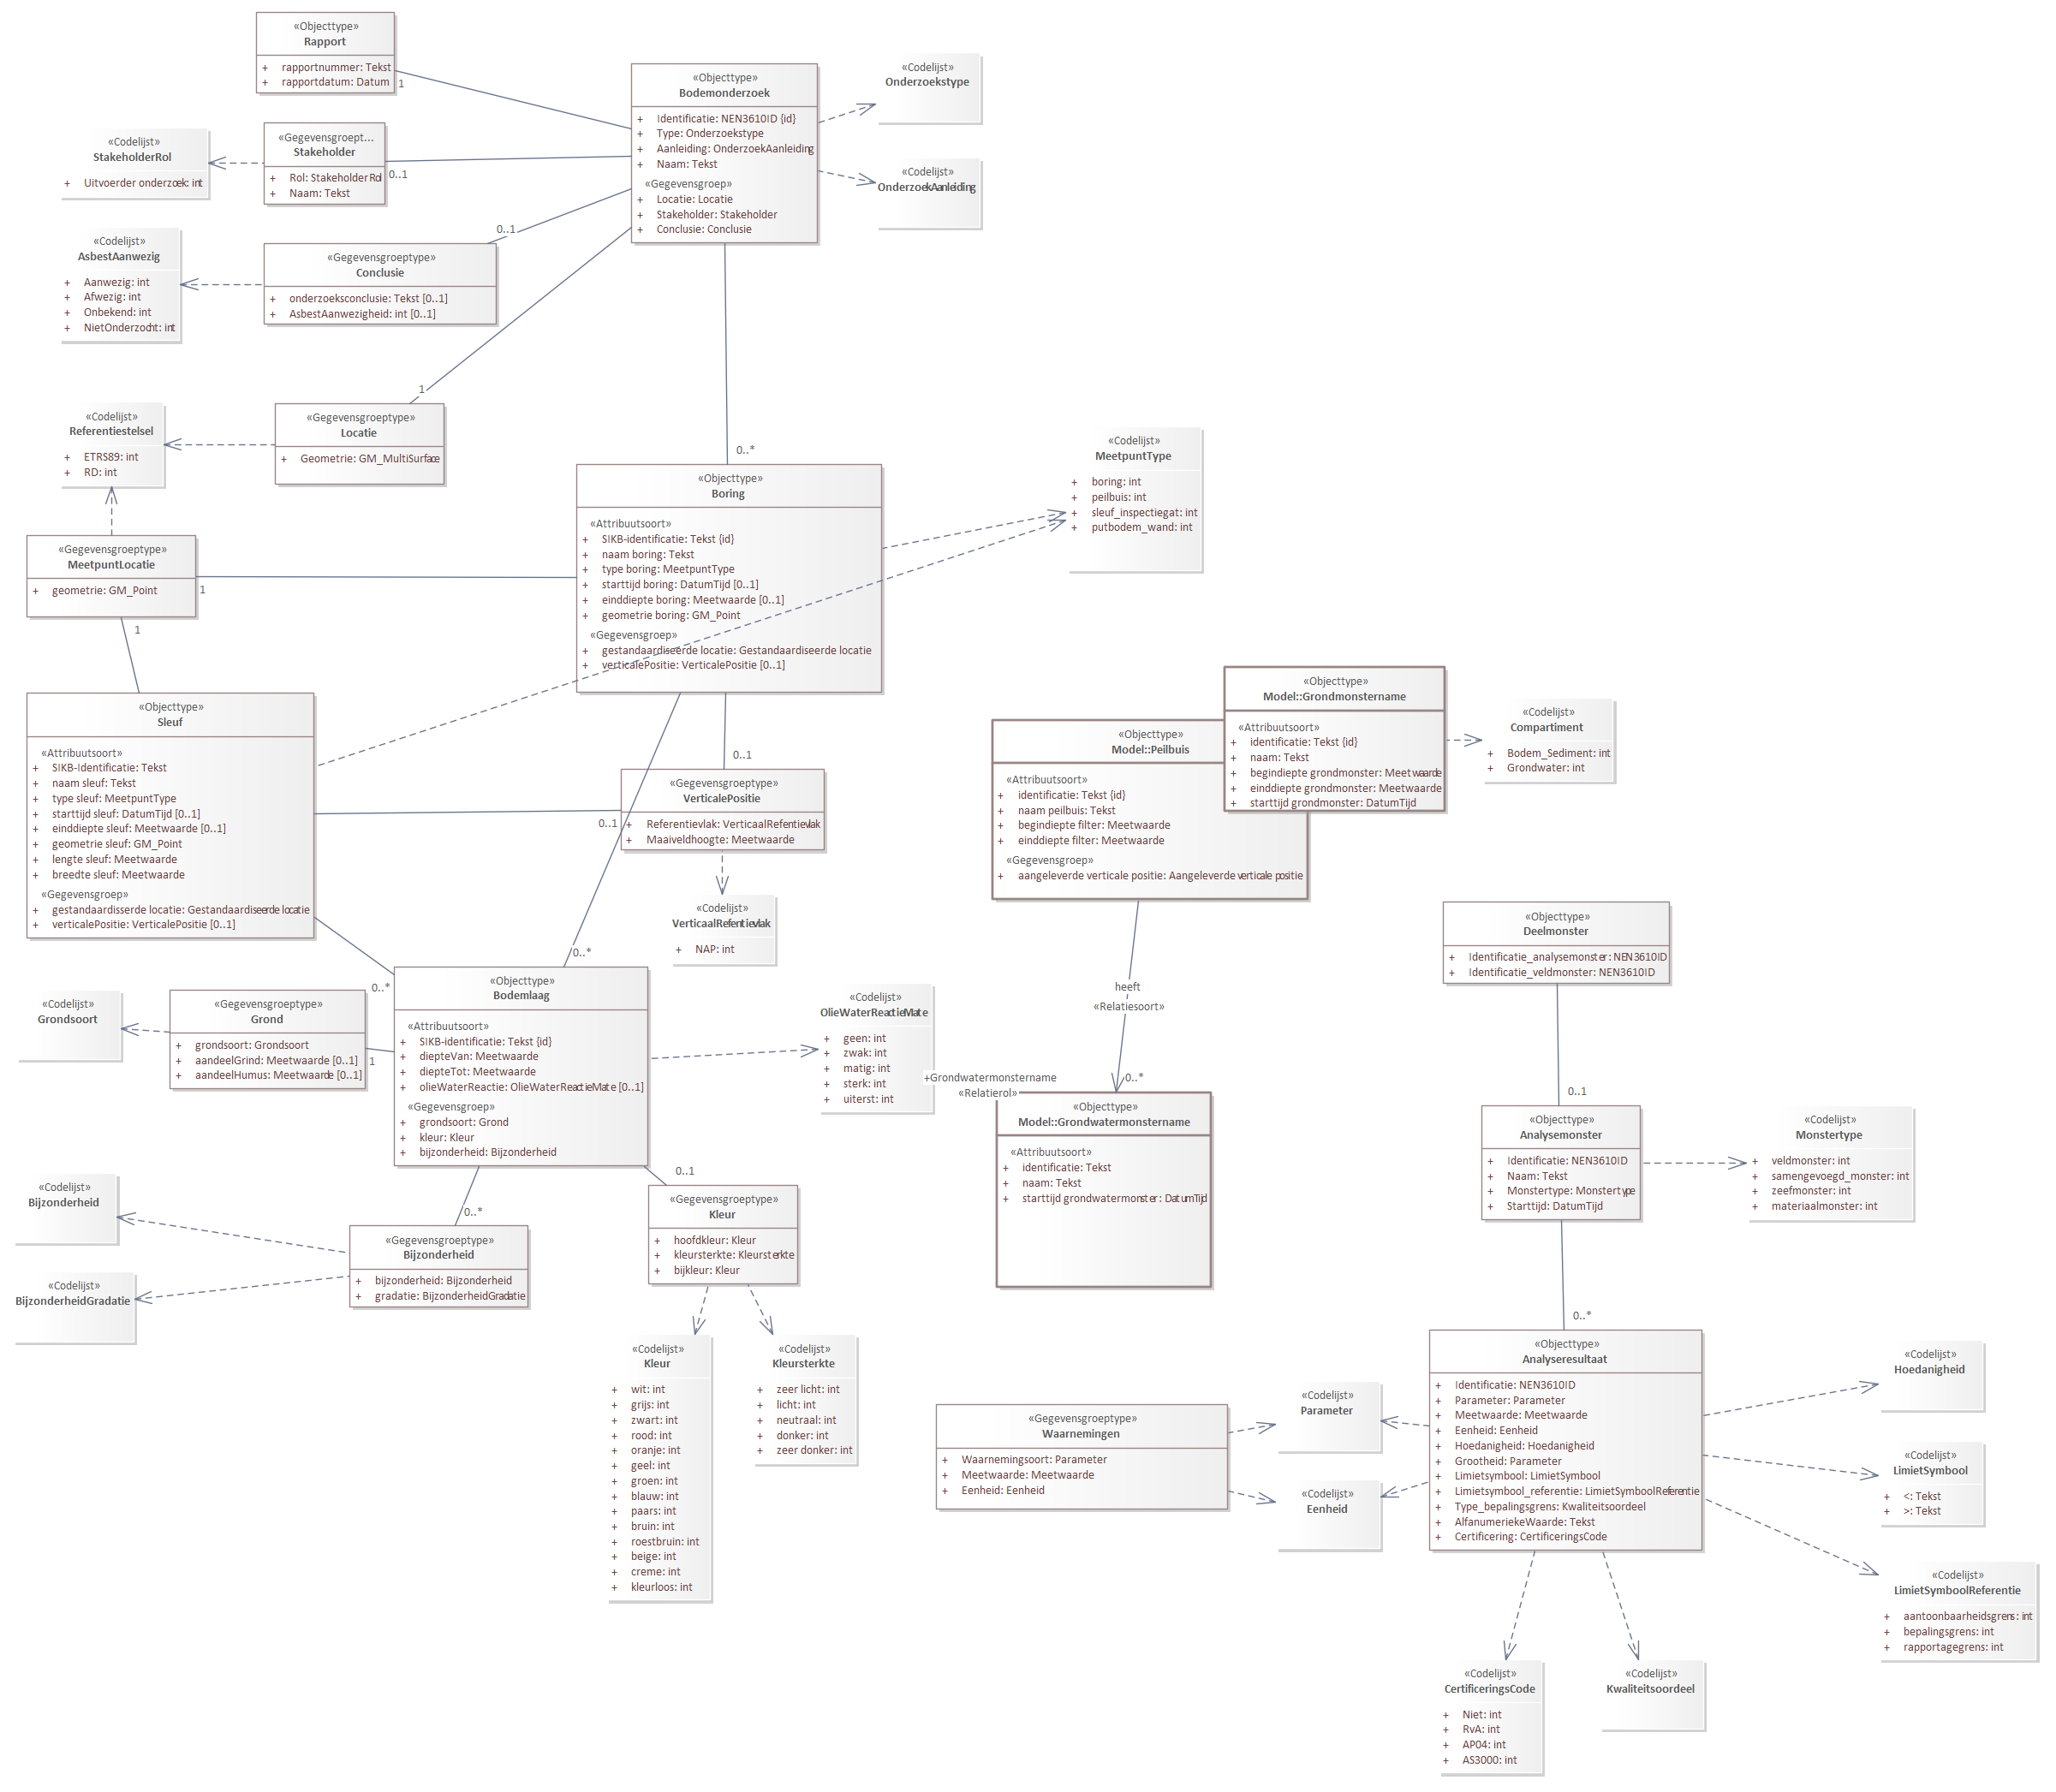 «Objecttype»
Rapport
+ rapportnummer: Tekst
+ rapportdatum: Datum
1
«Objecttype»
Bodemonderzoek
+ Identificatie: NEN3610ID {id}
+ Type: Onderzoekstype
+ Aanleiding: OnderzoekAanleiding
+ Naam: Tekst
«Gegevensgroep»
+ Locatie: Locatie
+ Stakeholder: Stakeholder
+ Conclusie: Conclusie
«Codelijst»
Onderzoekstype
«Codelijst»
OnderzoekAanleiding
«Codelijst»
StakeholderRol
+ Uitvoerder onderzoek: int
«Gegevensgroept...
Stakeholder
+ Rol: StakeholderRol
+ Naam: Tekst
0..1
«Codelijst»
AsbestAanwezig
+ Aanwezig: int
+ Afwezig: int
+ Onbekend: int
+ NietOnderzocht: int
0..1
«Gegevensgroeptype»
Conclusie
+ onderzoeksconclusie: Tekst [0..1]
+ AsbestAanwezigheid: int [0..1]
1
«Codelijst»
Referentiestelsel
+ ETRS89: int
+ RD: int
«Gegevensgroeptype»
Locatie
+ Geometrie: GM_MultiSurface
0..*
«Objecttype»
Boring
«Attribuutsoort»
+ SIKB-identificatie: Tekst {id}
+ naam boring: Tekst
+ type boring: MeetpuntType
+ starttijd boring: DatumTijd [0..1]
+ einddiepte boring: Meetwaarde [0..1]
+ geometrie boring: GM_Point
«Gegevensgroep»
+ gestandaardiseerde locatie: Gestandaardiseerde locatie
+ verticalePositie: VerticalePositie [0..1]
«Codelijst»
MeetpuntType
+ boring: int
+ peilbuis: int
+ sleuf_inspectiegat: int
+ putbodem_wand: int
«Gegevensgroeptype»
MeetpuntLocatie
+ geometrie: GM_Point
1
1
«Objecttype»
Sleuf
«Attribuutsoort»
+ SIKB-Identificatie: Tekst
+ naam sleuf: Tekst
+ type sleuf: MeetpuntType
+ starttijd sleuf: DatumTijd [0..1]
+ einddiepte sleuf: Meetwaarde [0..1]
+ geometrie sleuf: GM_Point
+ lengte sleuf: Meetwaarde
+ breedte sleuf: Meetwaarde
«Gegevensgroep»
+ gestandaardisserde locatie: Gestandaardiseerde locatie
+ verticalePositie: VerticalePositie [0..1]
0..1
0..1
«Gegevensgroeptype»
VerticalePositie
+ Referentievlak: VerticaalRefentievlak
+ Maaiveldhoogte: Meetwaarde
«Codelijst»
VerticaalRefentievlak
+ NAP: int
«Objecttype»
Model::Peilbuis
«Attribuutsoort»
+ identificatie: Tekst {id}
+ naam peilbuis: Tekst
+ begindiepte filter: Meetwaarde
+ einddiepte filter: Meetwaarde
«Gegevensgroep»
+ aangeleverde verticale positie: Aangeleverde verticale positie
«Objecttype»
Model::Grondmonstername
«Attribuutsoort»
+ identificatie: Tekst {id}
+ naam: Tekst
+ begindiepte grondmonster: Meetwaarde
+ einddiepte grondmonster: Meetwaarde
+ starttijd grondmonster: DatumTijd
«Codelijst»
Compartiment
+ Bodem_Sediment: int
+ Grondwater: int
heeft
«Relatiesoort»
+Grondwatermonstername
«Relatierol»
0..*
«Objecttype»
Model::Grondwatermonstername
«Attribuutsoort»
+ identificatie: Tekst
+ naam: Tekst
+ starttijd grondwatermonster: DatumTijd
0..*
0..*
«Objecttype»
Bodemlaag
«Attribuutsoort»
+ SIKB-identificatie: Tekst {id}
+ diepteVan: Meetwaarde
+ diepteTot: Meetwaarde
+ olieWaterReactie: OlieWaterReactieMate [0..1]
«Gegevensgroep»
+ grondsoort: Grond
+ kleur: Kleur
+ bijzonderheid: Bijzonderheid
«Codelijst»
Grondsoort
«Gegevensgroeptype»
Grond
+ grondsoort: Grondsoort
+ aandeelGrind: Meetwaarde [0..1]
+ aandeelHumus: Meetwaarde [0..1]
1
«Codelijst»
OlieWaterReactieMate
+ geen: int
+ zwak: int
+ matig: int
+ sterk: int
+ uiterst: int
«Codelijst»
Bijzonderheid
«Codelijst»
BijzonderheidGradatie
0..*
«Gegevensgroeptype»
Bijzonderheid
+ bijzonderheid: Bijzonderheid
+ gradatie: BijzonderheidGradatie
0..1
«Gegevensgroeptype»
Kleur
+ hoofdkleur: Kleur
+ kleursterkte: Kleursterkte
+ bijkleur: Kleur
«Codelijst»
Kleur
+ wit: int
+ grijs: int
+ zwart: int
+ rood: int
+ oranje: int
+ geel: int
+ groen: int
+ blauw: int
+ paars: int
+ bruin: int
+ roestbruin: int
+ beige: int
+ creme: int
+ kleurloos: int
«Codelijst»
Kleursterkte
+ zeer licht: int
+ licht: int
+ neutraal: int
+ donker: int
+ zeer donker: int
«Objecttype»
Deelmonster
+ Identificatie_analysemonster: NEN3610ID
+ Identificatie_veldmonster: NEN3610ID
0..1
«Objecttype»
Analysemonster
+ Identificatie: NEN3610ID
+ Naam: Tekst
+ Monstertype: Monstertype
+ Starttijd: DatumTijd
«Codelijst»
Monstertype
+ veldmonster: int
+ samengevoegd_monster: int
+ zeefmonster: int
+ materiaalmonster: int
0..*
«Objecttype»
Analyseresultaat
+ Identificatie: NEN3610ID
+ Parameter: Parameter
+ Meetwaarde: Meetwaarde
+ Eenheid: Eenheid
+ Hoedanigheid: Hoedanigheid
+ Grootheid: Parameter
+ Limietsymbool: LimietSymbool
+ Limietsymbool_referentie: LimietSymboolReferentie
+ Type_bepalingsgrens: Kwaliteitsoordeel
+ AlfanumeriekeWaarde: Tekst
+ Certificering: CertificeringsCode
«Gegevensgroeptype»
Waarnemingen
+ Waarnemingsoort: Parameter
+ Meetwaarde: Meetwaarde
+ Eenheid: Eenheid
«Codelijst»
Parameter
«Codelijst»
Eenheid
«Codelijst»
Hoedanigheid
«Codelijst»
LimietSymbool
+ <: Tekst
+ >: Tekst
«Codelijst»
LimietSymboolReferentie
+ aantoonbaarheidsgrens: int
+ bepalingsgrens: int
+ rapportagegrens: int
«Codelijst»
CertificeringsCode
+ Niet: int
+ RvA: int
+ AP04: int
+ AS3000: int
«Codelijst»
Kwaliteitsoordeel